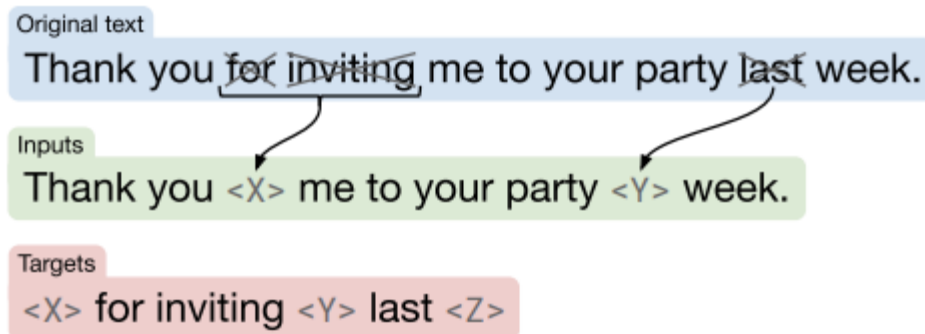 Original text
Thank you for inviting me to your party last week.
Inputs
Thank you <X> me to your party <Y> week.
Targets
<X> for inviting <Y> last <Z>